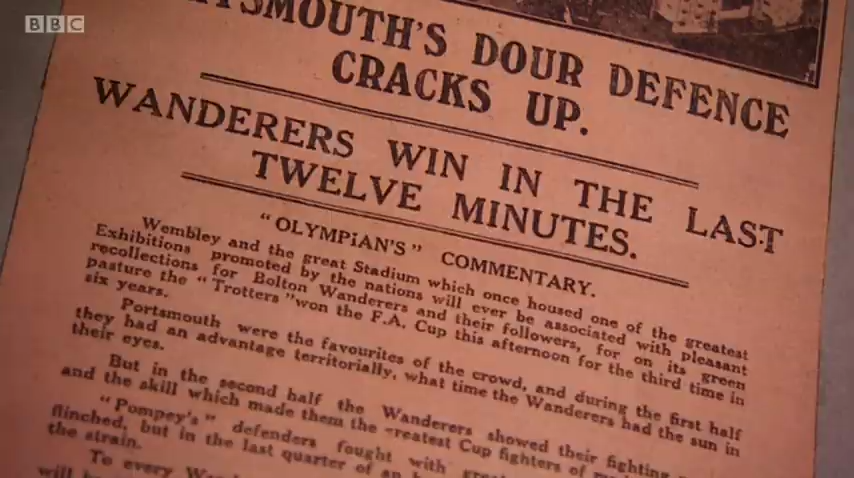 BBC
TSMOUTH'S DOUR DEFENCE
CRACKS UP.
WANDERERS WIN IN THE LAST
TWELVE MINUTES.
"OLYMPIAN'S" COMMENTARY.
Wembley and the great Stadium which once housed one of the greatest
Exhibitions promoted by the nations will ever be associated with pleasant
recollections for Bolton Wanderers and their followers, for on its green
pasture the "Trotters "won the F.A. Cup this afternoon for the third time in
six years.
Portsmouth were the favourites of the crowd, and during the first half
they had an advantage territorially, what time the Wanderers had the sun in
their eyes.
But in the second half the Wanderers showed their fighting
and the skill which made them the greatest Cup fighters of
"Pompey's" defenders fought with
flinched, but in the last quarter of an
the strain.
To every
will